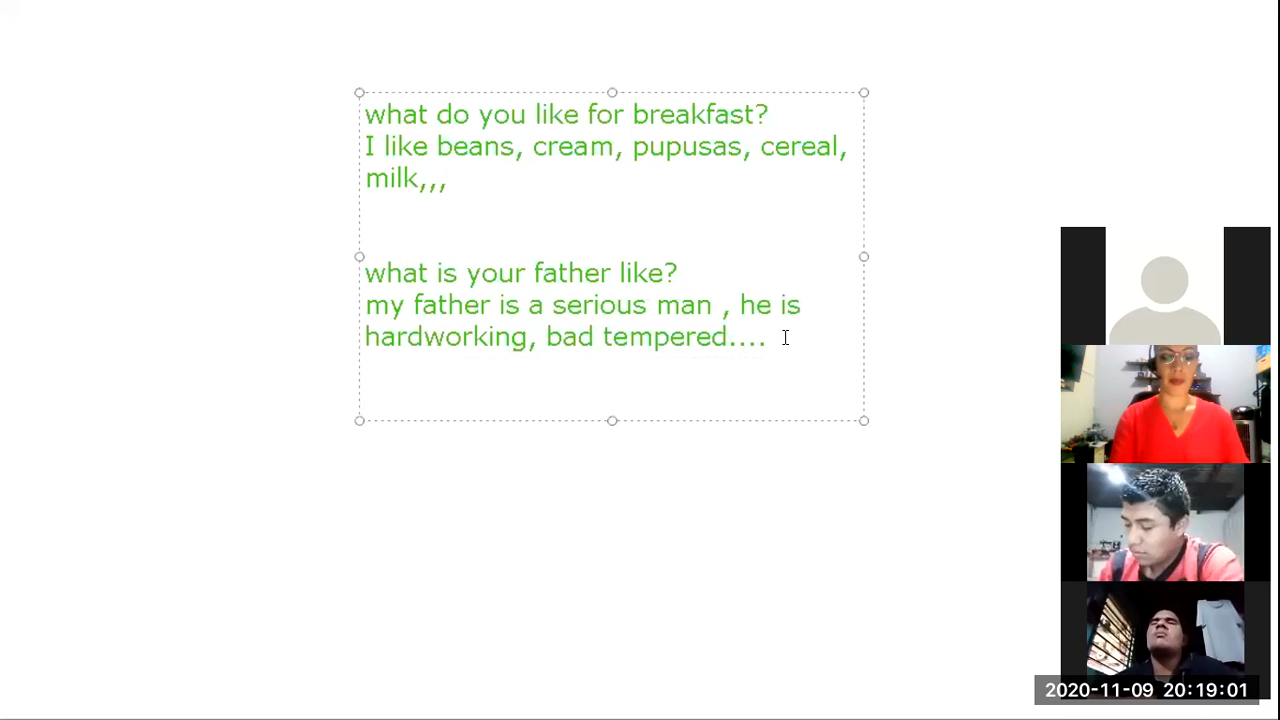 what do you like for breakfast?
I like beans, cream, pupusas, cereal,
milk,,,
what is your father like?
my father is a serious man , he is
hardworking, bad tempered....
2020-11-09 20:19:01